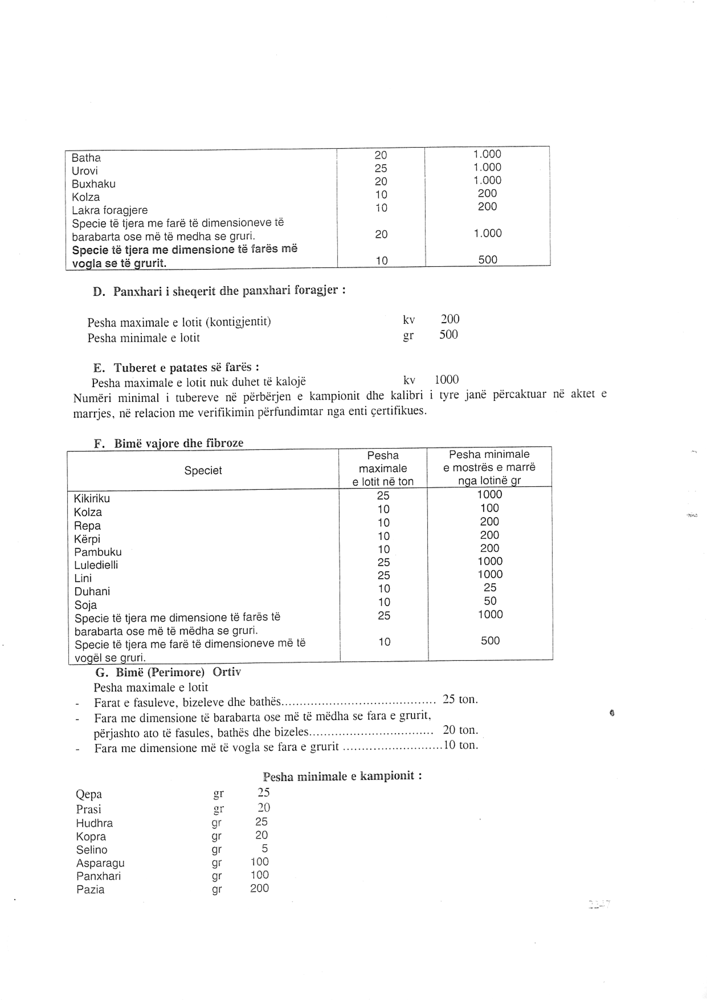 Batha 20 1.000
Urovi 25 1.000
Buxhaku 20 1.000
Kolza 10 200
Lakra foragjere 10 200
Specie të tjera me farë të dimensioneve të
barabarta ose më të medha se gruri. 20 1.000
Specie të tjera me dimensione të farës më
vogla se të grurit. 10 500
D. Panxhari i sheqerit dhe panxhari foragjer :
Pesha maximale e lotit (kontigjentit) kv 200
Pesha minimale e lotit gr 500
E. Tuberet e patates së farës :
Pesha maximale e lotit nuk duhet të kalojë kv 1000
Numëri minimal i tubereve në përbërjen e kampionit dhe kalibri i tyre janë përcaktuar në aktet e
marrjes, në relacion me verifikimin përfundimtar nga enti çertifikues.
F. Bimë vajore dhe fibroze
Speciet
Pesha
maximale
e lotit në ton
Pesha minimale
e mostrës e marrë
nga lotinë gr
Kikiriku 25 1000
Kolza 10 100
Repa 10 200
Kërpi 10 200
Pambuku 10 200
Luledielli 25 1000
Lini 25 1000
Duhani 10 25
Soja 10 50
Specie të tjera me dimensione të farës të 25 1000
barabarta ose më të mëdha se gruri.
Specie të tjera me farë të dimensioneve më të 10 500
vogël se gruri.
G. Bimë (Perimore) Ortiv
Pesha maximale e lotit
- Farat e fasuleve, bizeleve dhe bathës.......................................... 25 ton.
- Fara me dimensione të barabarta ose më të mëdha se fara e grurit,
përjashto ato të fasules, bathës dhe bizeles.................................. 20 ton.
- Fara me dimensione më të vogla se fara e grurit ...........................10 ton.
Pesha minimale e kampionit :
Qepa gr 25
Prasi gr 20
Hudhra gr 25
Kopra gr 20
Selino gr 5
Asparagu gr 100
Panxhari gr 100
Pazia gr 200